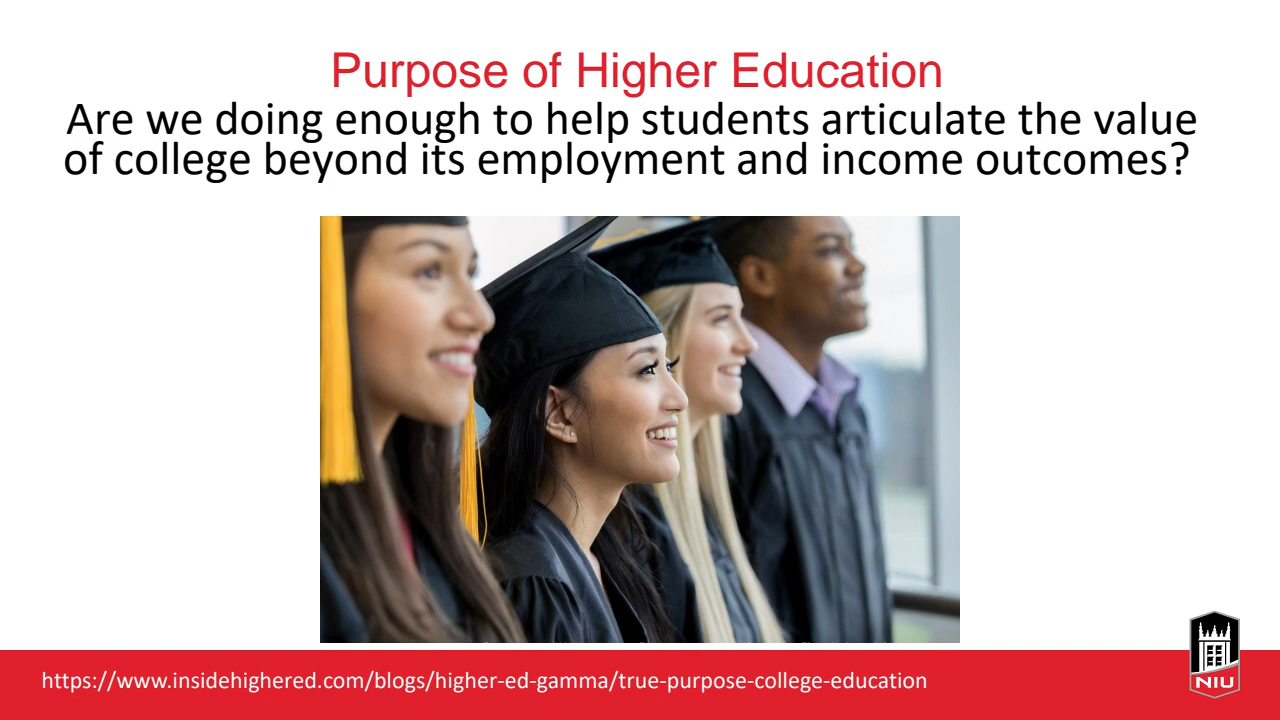 Purpose of Higher Education
Are we doing enough to help students articulate the value
of college beyond its employment and income outcomes?
https://www.insidehighered.com/blogs/higher-ed-gamma/true-purpose-college-education
NIU